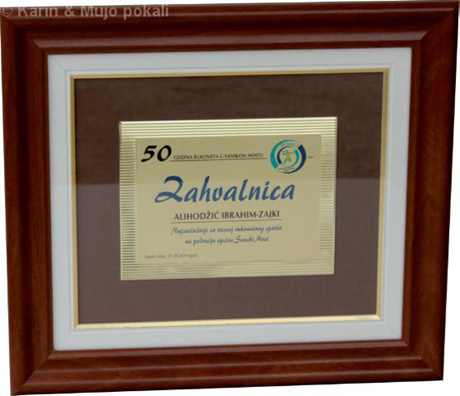 © Karin & Mujo pokali
50 GODINA RUKOMETA U SANSKOM MOSTU
Zahvalnica
ALIHODŽIĆ IBRAHIM-ZAJKI
Najzaslužniji za razvoj rukometnog sporta
na području općine Sanski Most